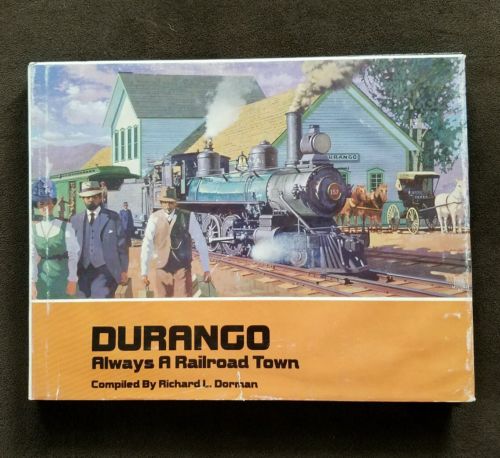 DURANGO
DURANGO
Always A Railroad Town
Compiled By Richard L. Dorman